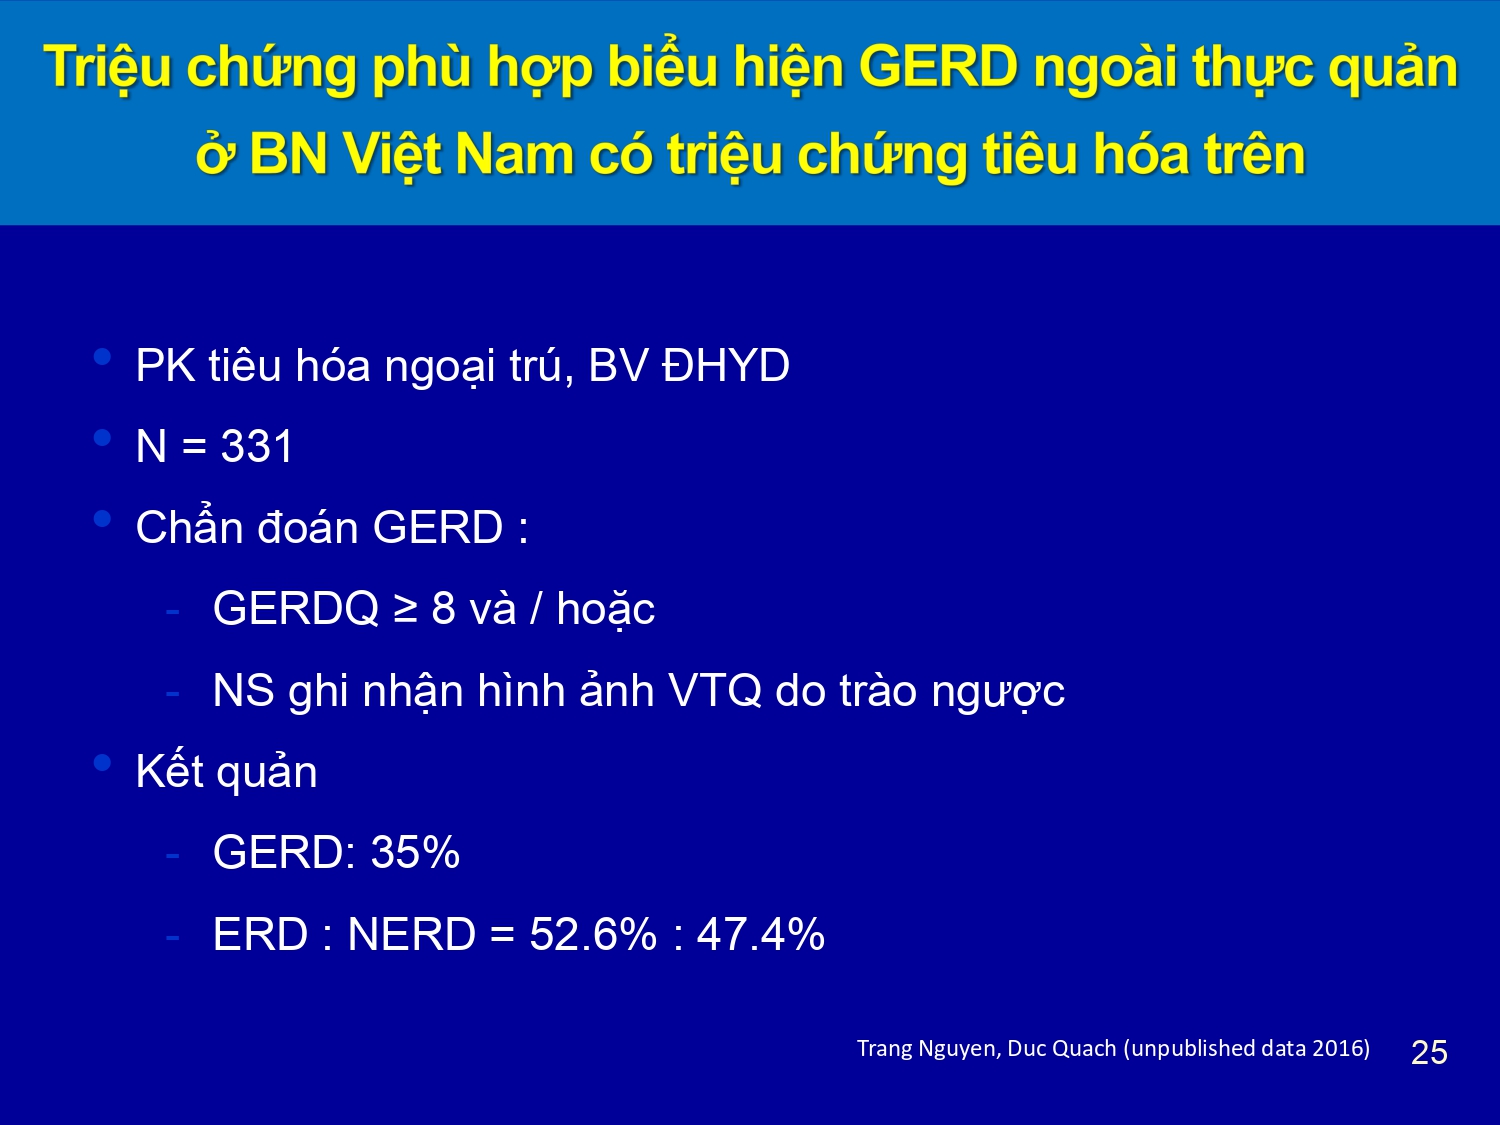 Triệu chứng phù hợp biểu hiện GERD ngoài thực quản
ở BN Việt Nam có triệu chứng tiêu hóa trên
• PK tiêu hóa ngoại trú, BV ĐHYD
• N = 331
• Chẩn đoán GERD :
- GERDQ ≥ 8 và / hoặc
- NS ghi nhận hình ảnh VTQ do trào ngược
• Kết quản
- GERD: 35%
- ERD : NERD = 52.6% : 47.4%
Trang Nguyen, Duc Quach (unpublished data 2016)
25